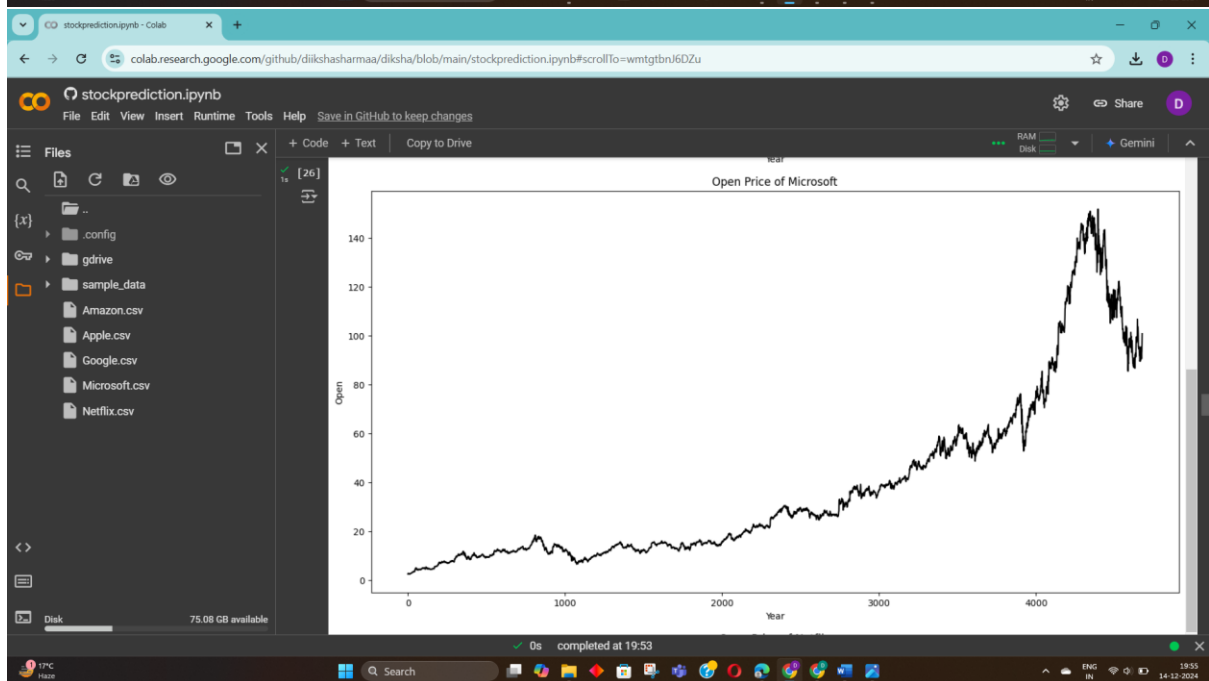 stockprediction.ipynb - Colab
colab.research.google.com/github/diikshasharmaa/diksha/blob/main/stockprediction.ipynb#scrollTo=wmtgtbnJ6DZu
D
CO
stockprediction.ipynb
File Edit View Insert Runtime Tools Help Save in GitHub to keep changes
Share
D
Files
+ Code + Text Copy to Drive
RAM
Disk
Gemini
[26]
1s
Year
Open Price of Microsoft
..
{x}
.config
gdrive
sample_data
Amazon.csv
Apple.csv
Google.csv
Microsoft.csv
Netflix.csv
140
120
100
80
60
40
20
0
Open
0 1000 2000 3000 4000
Year
Disk 75.08 GB available
0s completed at 19:53
1
17°C
Haze
Search
ENG
IN
19:55
14-12-2024